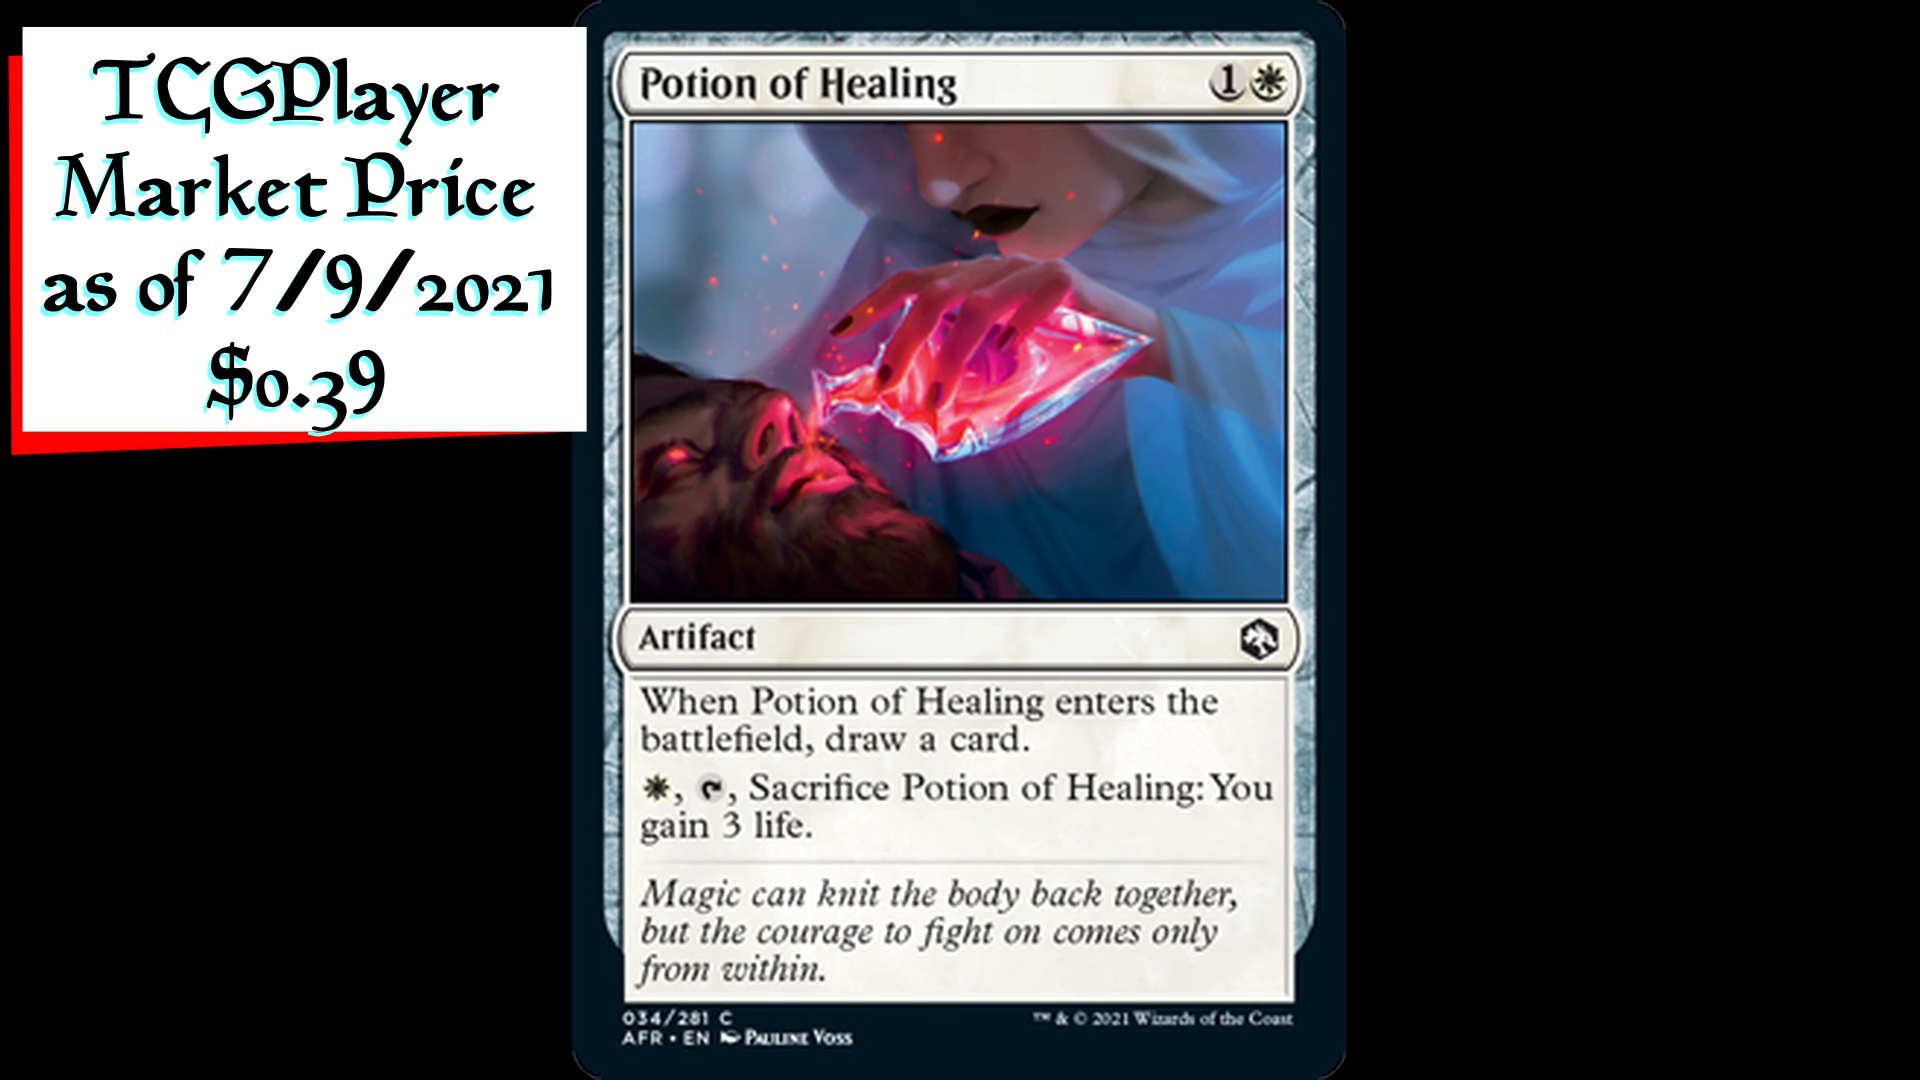 TCGPlayer
Market Price
as of 7/9/2021
$0.39
Potion of Healing
1
Artifact
When Potion of Healing enters the
battlefield, draw a card.
, , Sacrifice Potion of Healing: You
gain 3 life.
Magic can knit the body back together,
but the courage to fight on comes only
from within.
034/281 C
™ & © 2021 Wizards of the Coast
AFR • EN Pauline Voss